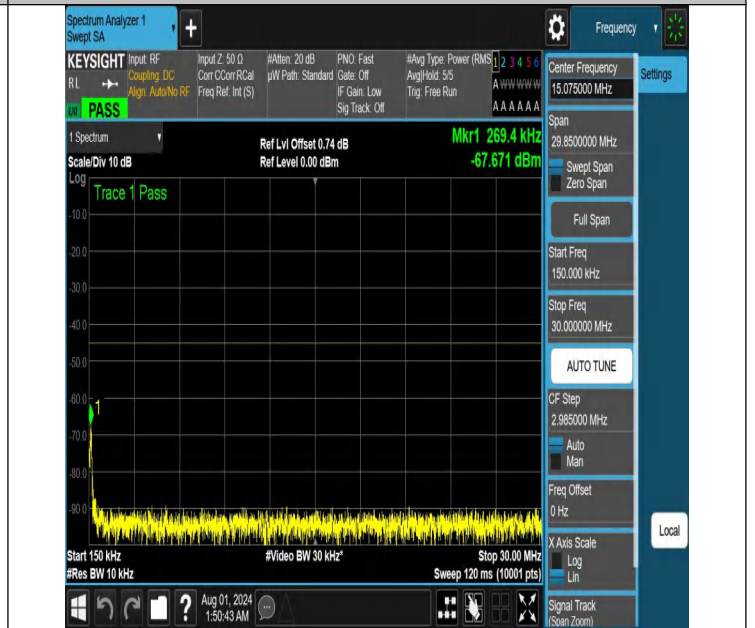 Spectrum Analyzer 1
Swept SA
+
Frequency
KEYSIGHT
RL
PASS
Input: RF
Coupling: DC
Align: Auto/No RF
Input Z: 50 Ω
Corr CCorr RCal
Freq Ref: Int (S)
#Atten: 20 dB
µW Path: Standard
PNO: Fast
Gate: Off
IF Gain: Low
Sig Track: Off
#Avg Type: Power (RMS
Avg|Hold: 5/5
Trig: Free Run
1 2 3 4 5 6
A W W W W W
A A A A A A
1 Spectrum
Scale/Div 10 dB
Ref Lvl Offset 0.74 dB
Ref Level 0.00 dBm
Mkr1 269.4 kHz
-67.671 dBm
Log
Trace 1 Pass
-10.0
-20.0
-30.0
-40.0
-50.0
-60.0
1
-70.0
-80.0
-90.0
Start 150 kHz
#Video BW 30 kHz*
Stop 30.00 MHz
#Res BW 10 kHz
Sweep 120 ms (10001 pts)
Center Frequency
15.075000 MHz
Settings
Span
29.8500000 MHz
Swept Span
Zero Span
Full Span
Start Freq
150.000 kHz
Stop Freq
30.000000 MHz
AUTO TUNE
CF Step
2.985000 MHz
Auto
Man
Freq Offset
0 Hz
X Axis Scale
Log
Lin
Local
Signal Track
(Span Zoom)
?
Aug 01, 2024
1:50:43 AM